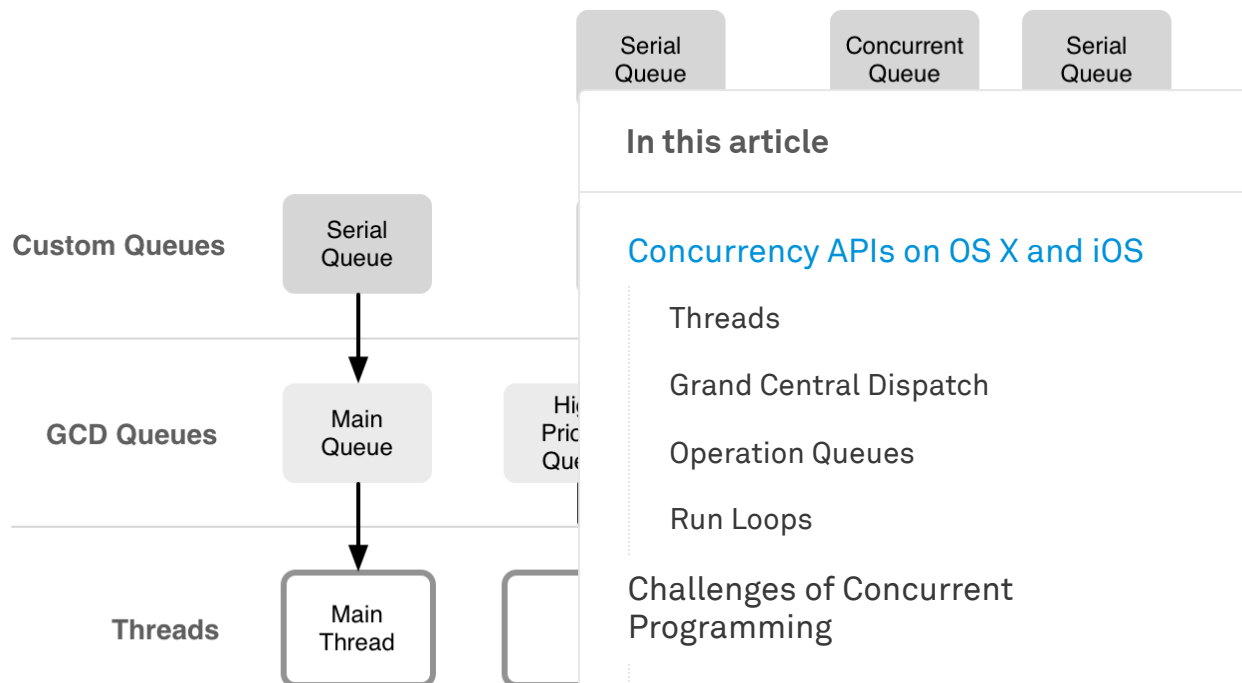 Serial
Queue
Concurrent
Queue
Serial
Queue
In this article
Custom Queues
Serial
Queue
Concurrency APIs on OS X and iOS
Threads
Grand Central Dispatch
Operation Queues
Run Loops
GCD Queues
Main
Queue
Challenges of Concurrent
Programming
Threads
Main
Thread